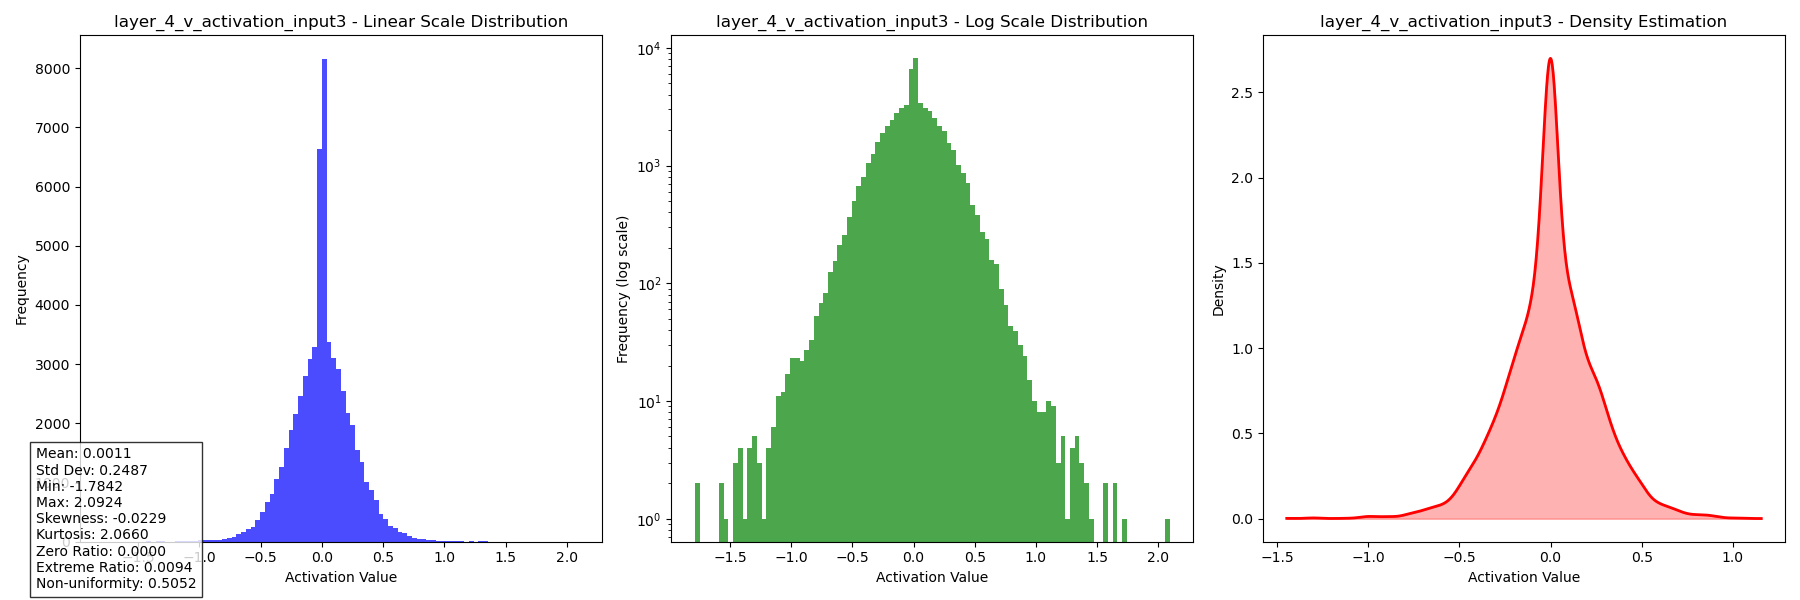 layer_4_v_activation_input3 - Linear Scale Distribution
8000
7000
6000
5000
4000
3000
2000
1000
0
Frequency
−1.0
−0.5
0.0
0.5
1.0
1.5
2.0
Activation Value
Mean: 0.0011
Std Dev: 0.2487
Min: -1.7842
Max: 2.0924
Skewness: -0.0229
Kurtosis: 2.0660
Zero Ratio: 0.0000
Extreme Ratio: 0.0094
Non-uniformity: 0.5052
layer_4_v_activation_input3 - Log Scale Distribution
10^4
10^3
10^2
10^1
10^0
Frequency (log scale)
−1.5
−1.0
−0.5
0.0
0.5
1.0
1.5
2.0
Activation Value
layer_4_v_activation_input3 - Density Estimation
2.5
2.0
1.5
1.0
0.5
0.0
Density
−1.5
−1.0
−0.5
0.0
0.5
1.0
Activation Value